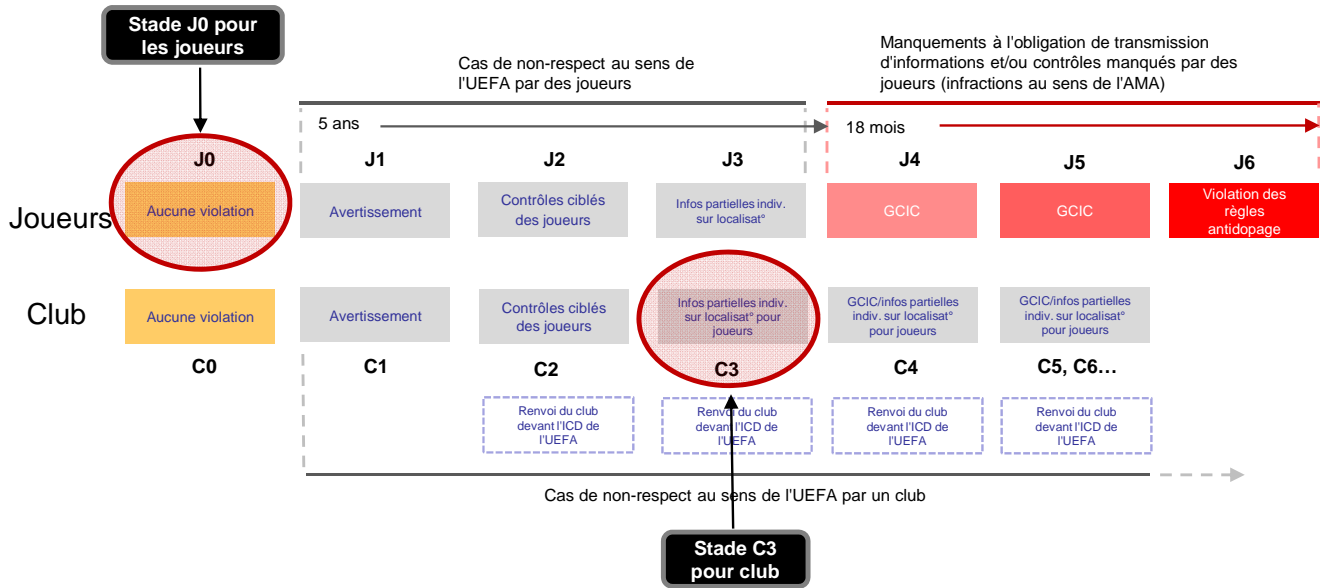 Stade J0 pour
les joueurs
Cas de non-respect au sens de
l'UEFA par des joueurs
Manquements à l'obligation de transmission
d'informations et/ou contrôles manqués par des
joueurs (infractions au sens de l'AMA)
5 ans
18 mois
J0
J1
J2
J3
J4
J5
J6
Joueurs
Aucune violation
Avertissement
Contrôles ciblés
des joueurs
Infos partielles indiv.
sur localisat°
GCIC
GCIC
Violation des
règles
antidopage
Club
Aucune violation
Avertissement
Contrôles ciblés
des joueurs
Infos partielles indiv.
sur localisat° pour
joueurs
GCIC/infos partielles
indiv. sur localisat°
pour joueurs
GCIC/infos partielles
indiv. sur localisat°
pour joueurs
C0
C1
C2
C3
C4
C5, C6…
Renvoi du club
devant l'ICD de
l'UEFA
Renvoi du club
devant l'ICD de
l'UEFA
Renvoi du club
devant l'ICD de
l'UEFA
Renvoi du club
devant l'ICD de
l'UEFA
Cas de non-respect au sens de l'UEFA par un club
Stade C3
pour club